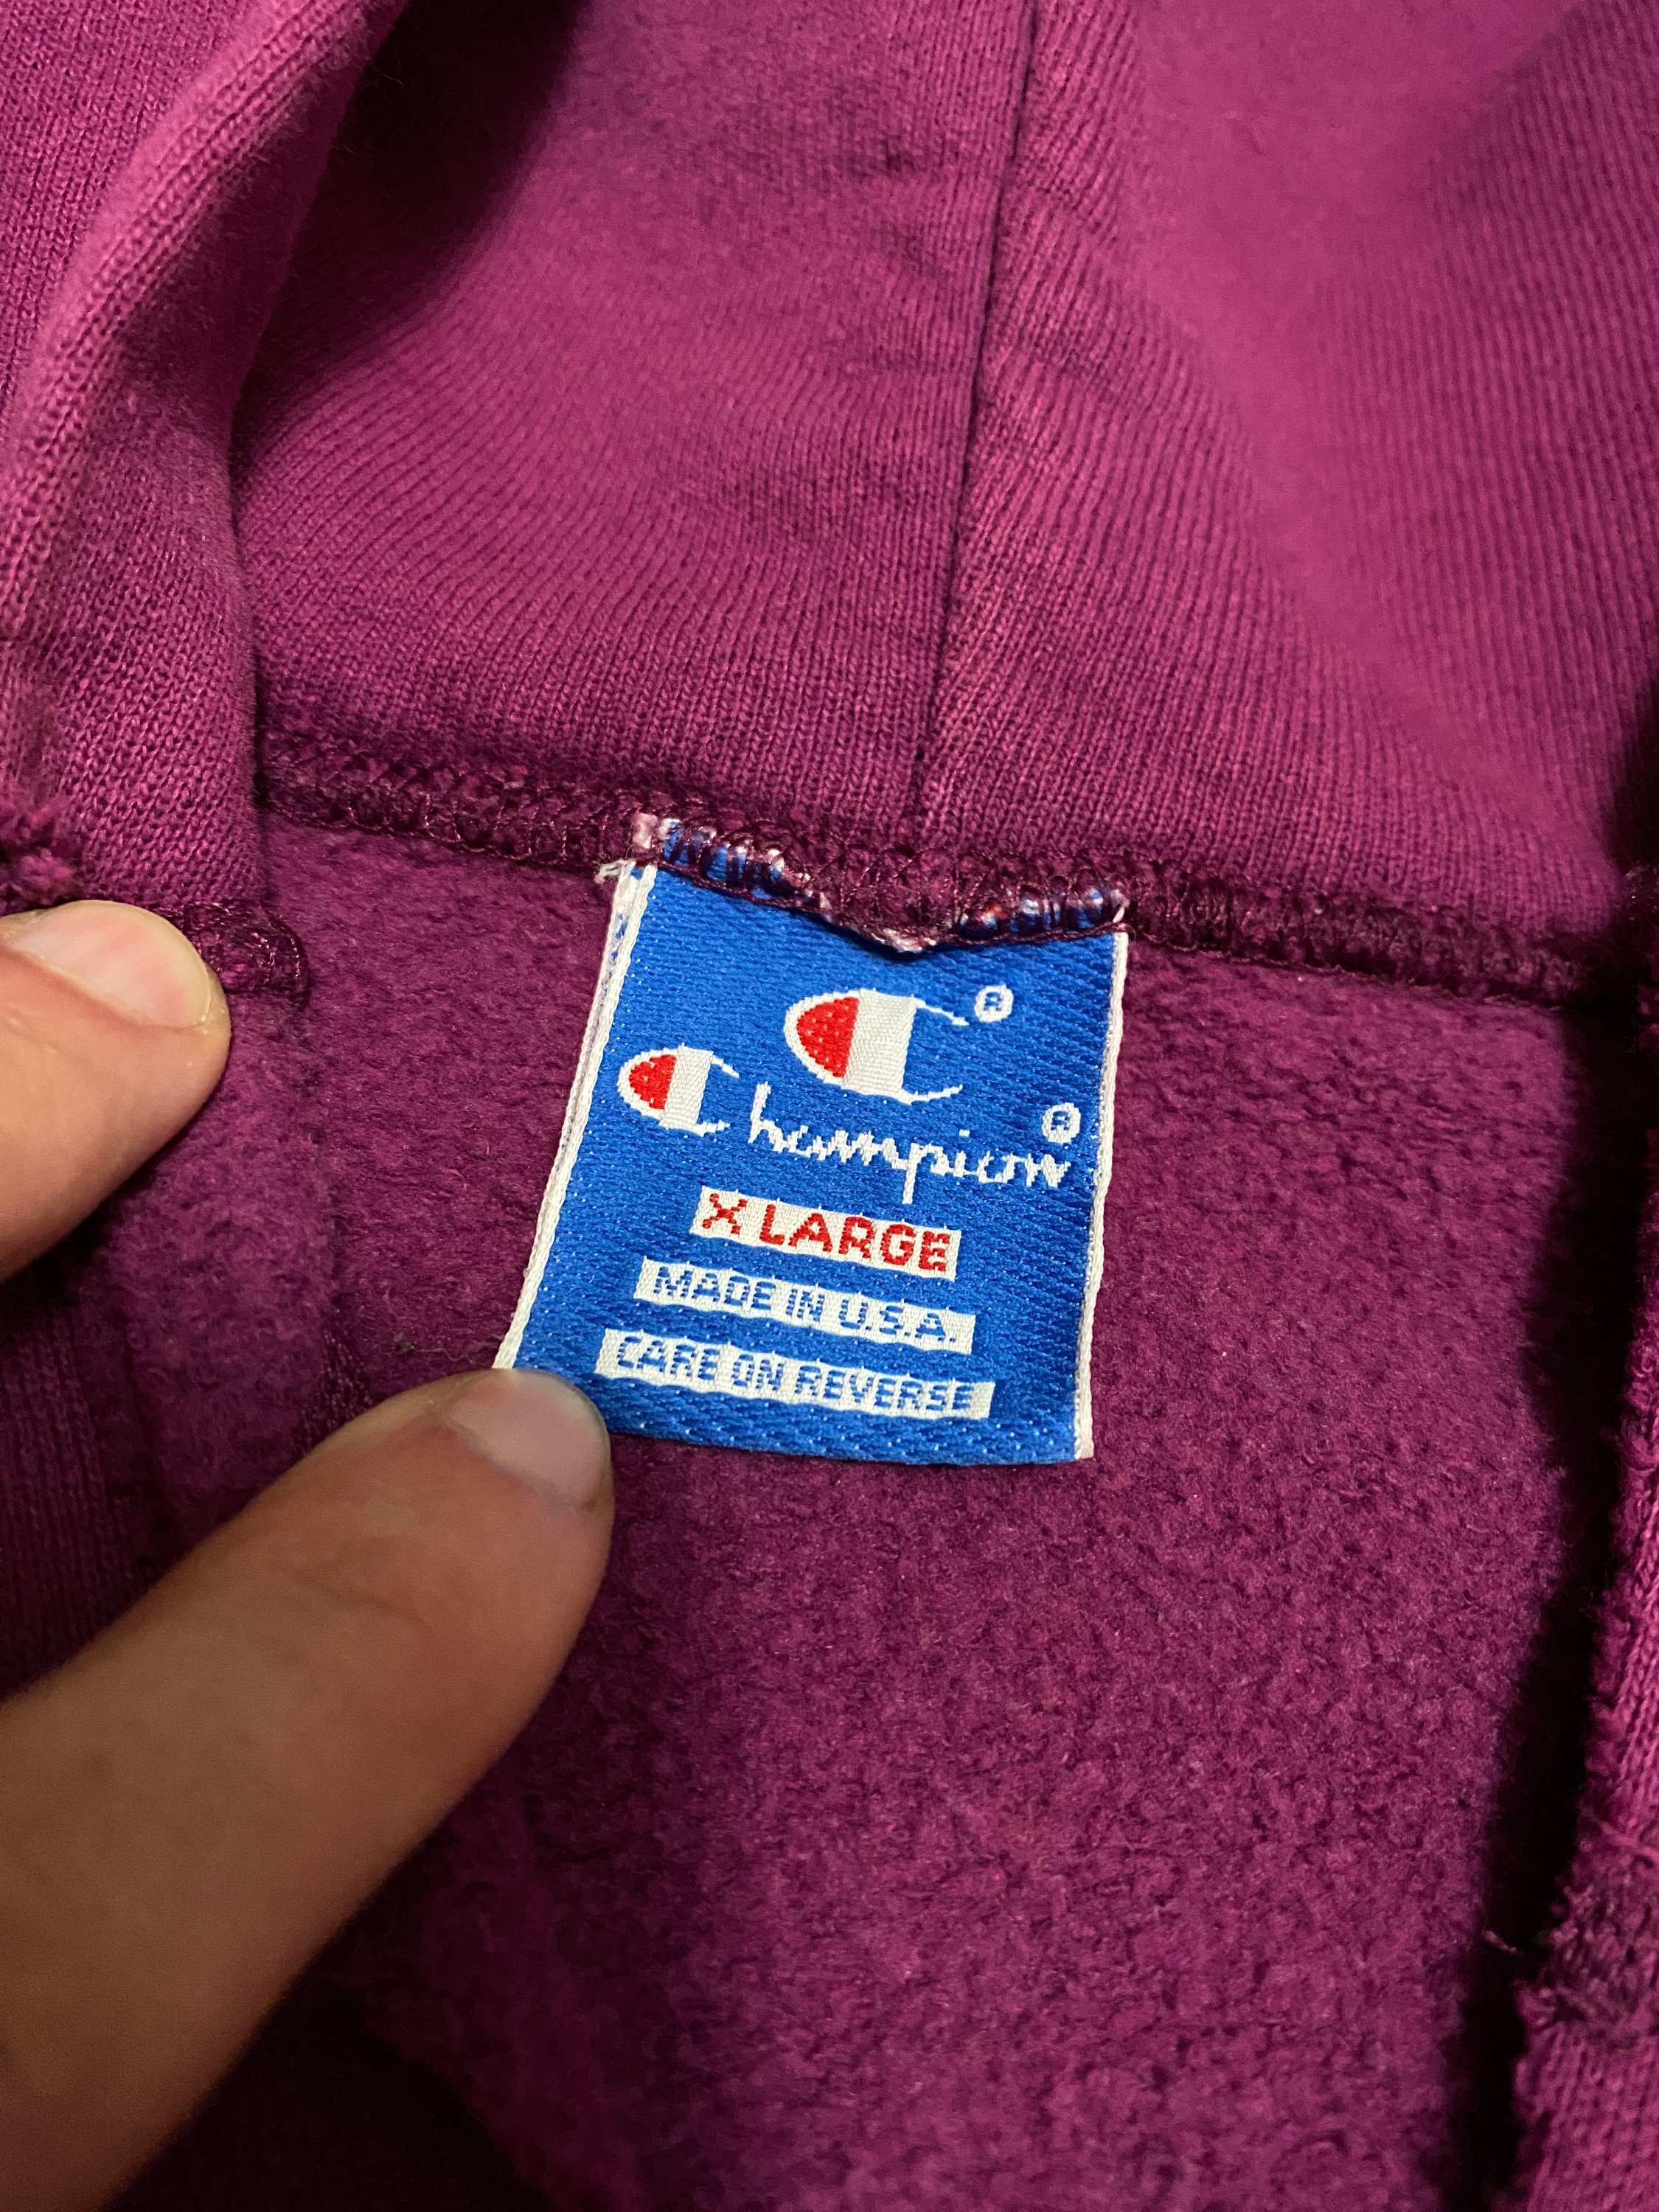 C®
Champion®
X LARGE
MADE IN U.S.A.
CARE ON REVERSE